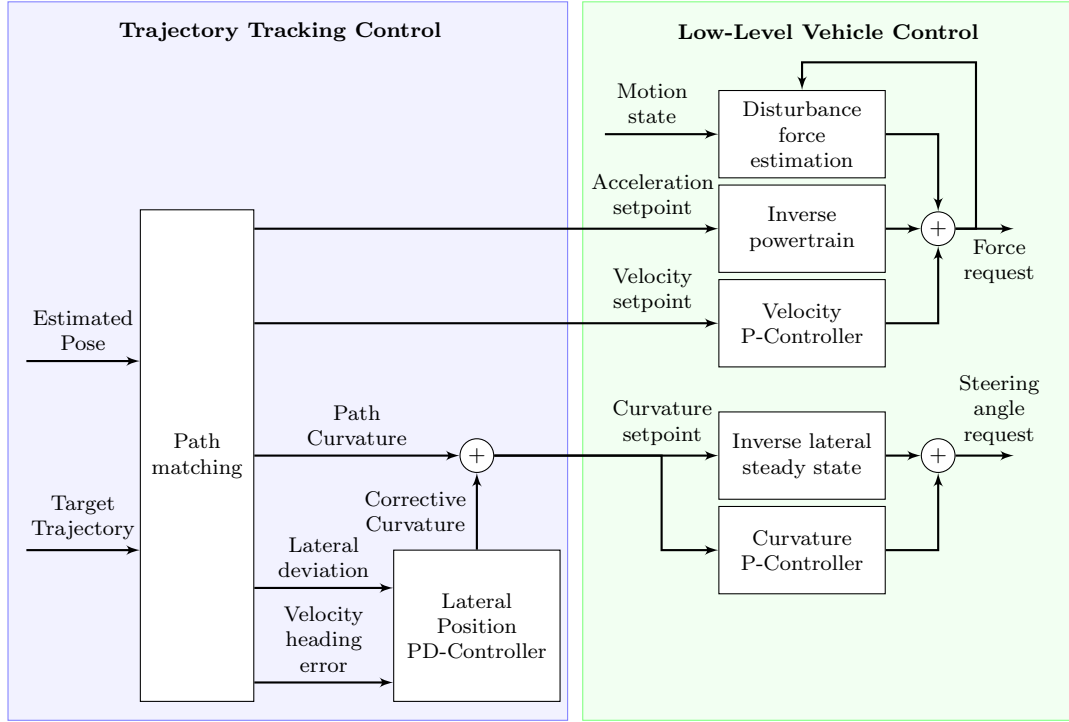 Trajectory Tracking Control
Low-Level Vehicle Control
Motion
state
Disturbance
force
estimation
Acceleration
setpoint
Inverse
powertrain
+
Force
request
Velocity
setpoint
Velocity
P-Controller
Estimated
Pose
Path
matching
Target
Trajectory
Path
Curvature
+
Corrective
Curvature
Lateral
deviation
Velocity
heading
error
Lateral
Position
PD-Controller
Curvature
setpoint
Inverse lateral
steady state
+
Steering
angle
request
Curvature
P-Controller